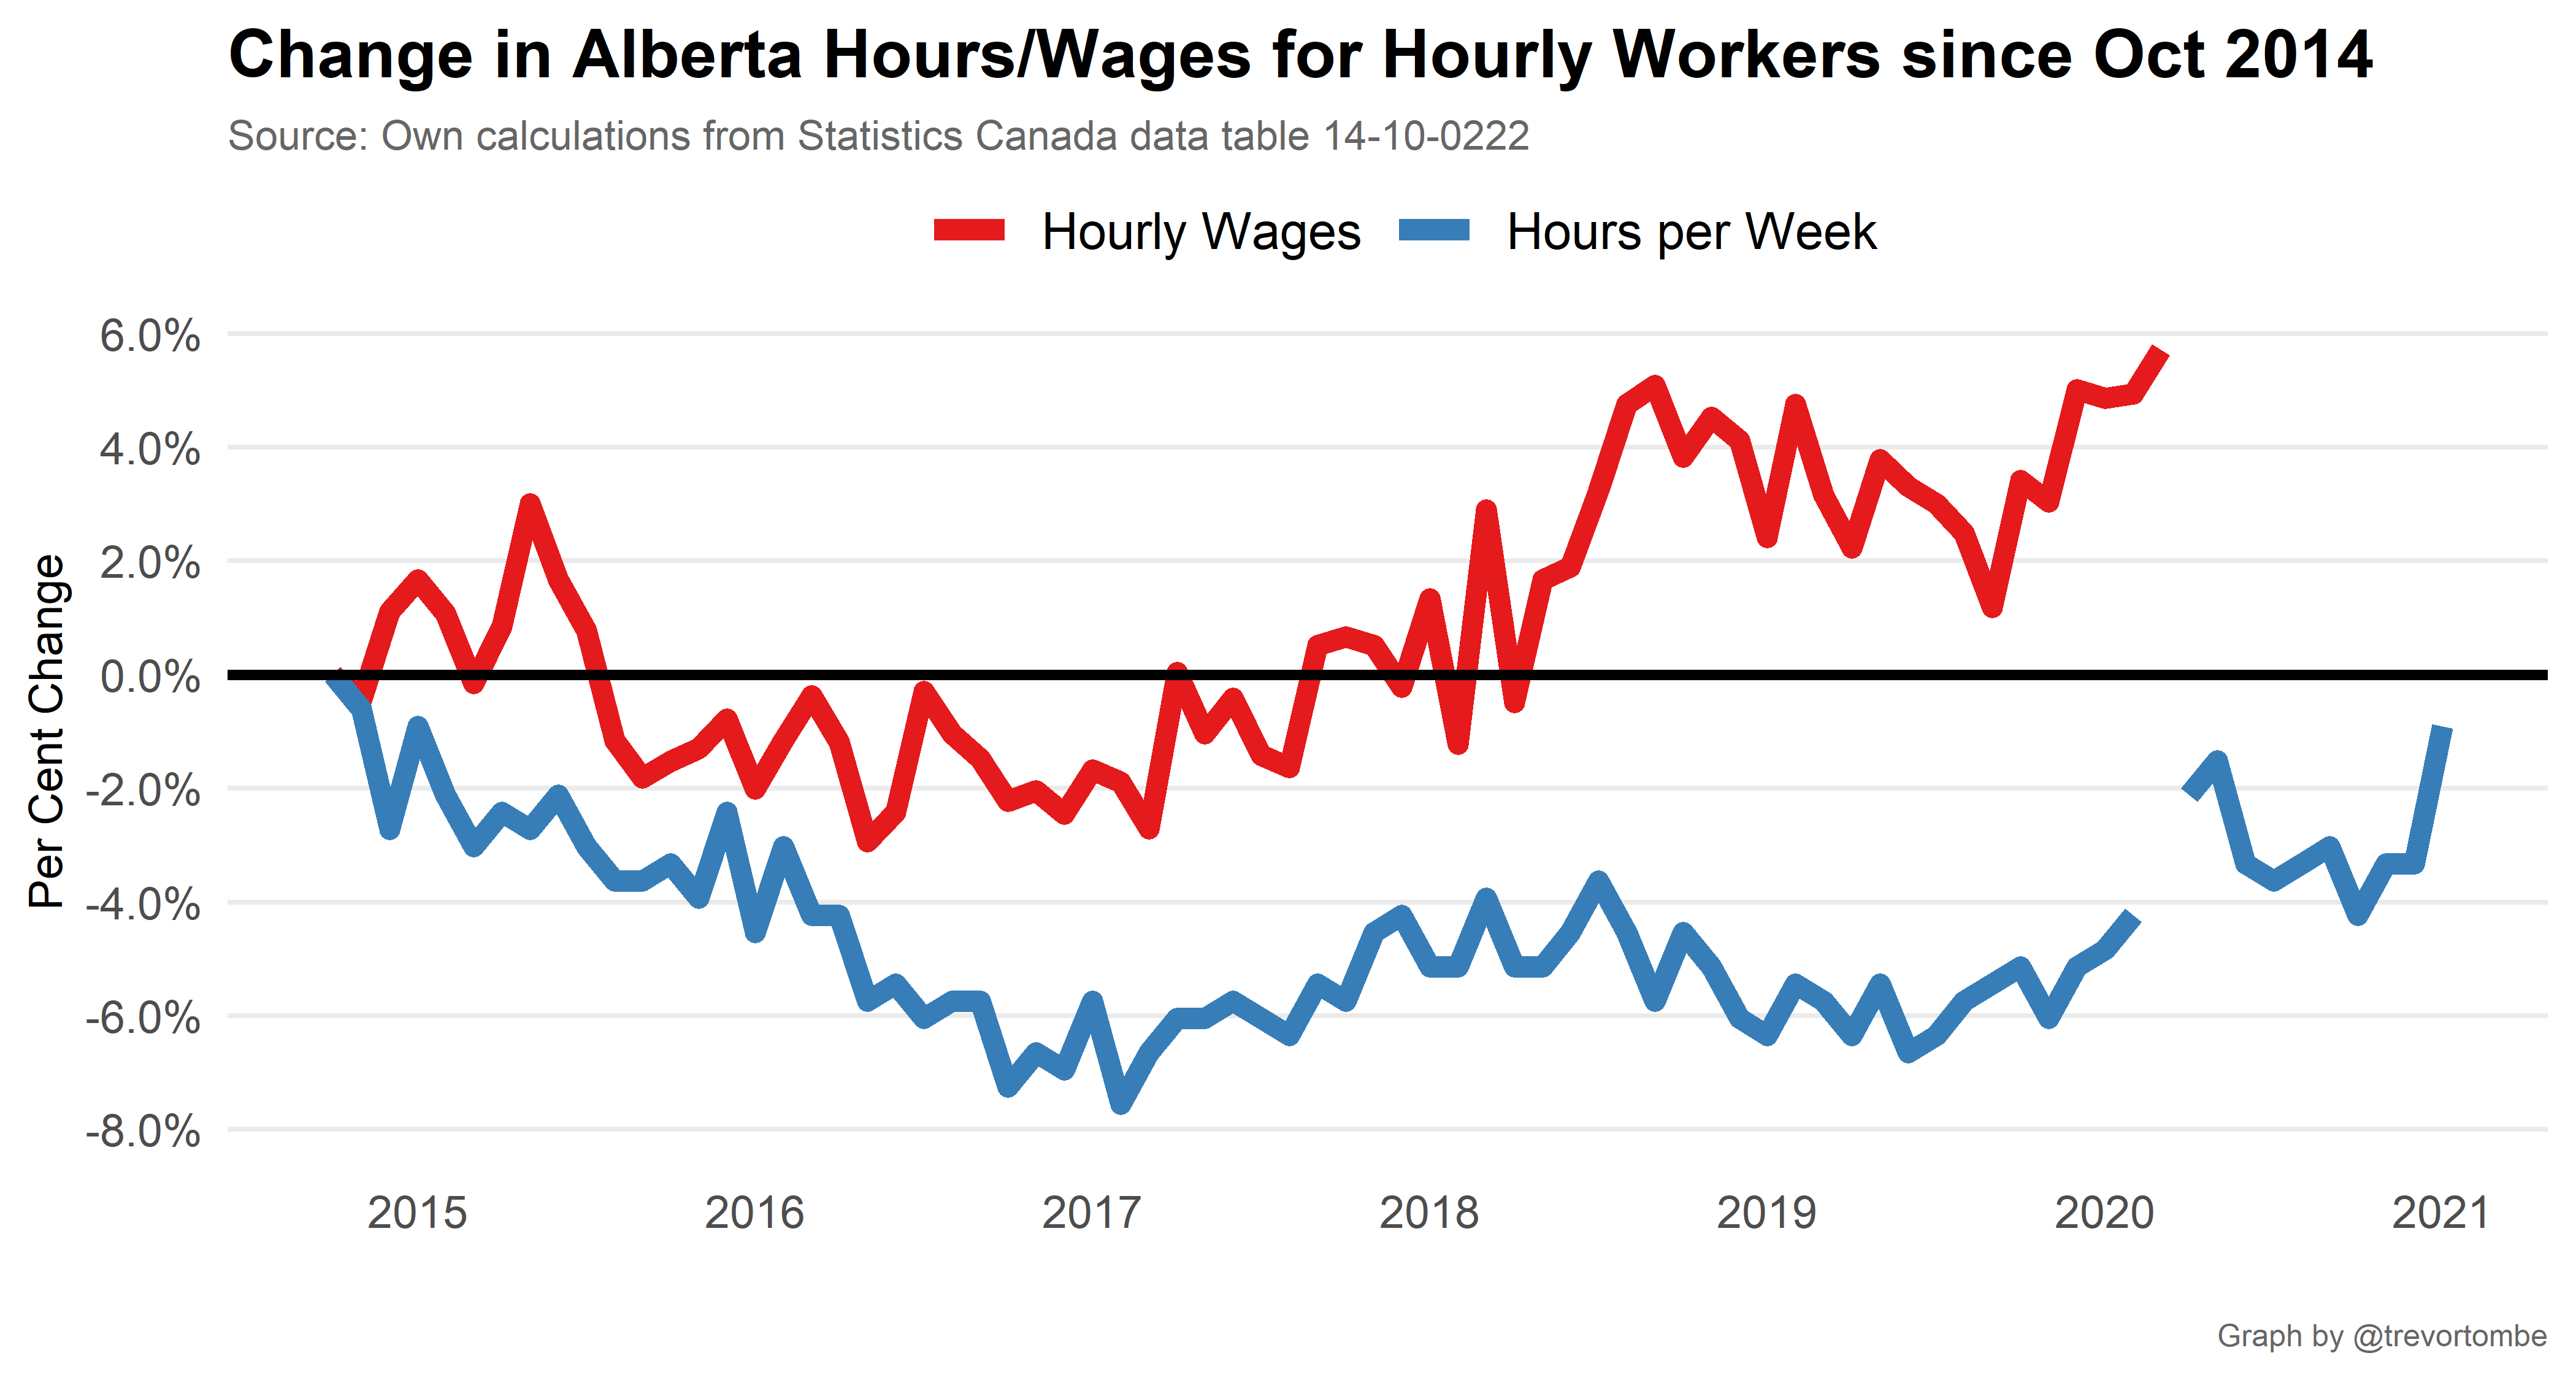 Change in Alberta Hours/Wages for Hourly Workers since Oct 2014
Source: Own calculations from Statistics Canada data table 14-10-0222
Hourly Wages Hours per Week
Per Cent Change
6.0%
4.0%
2.0%
0.0%
-2.0%
-4.0%
-6.0%
-8.0%
2015 2016 2017 2018 2019 2020 2021
Graph by @trevortombe